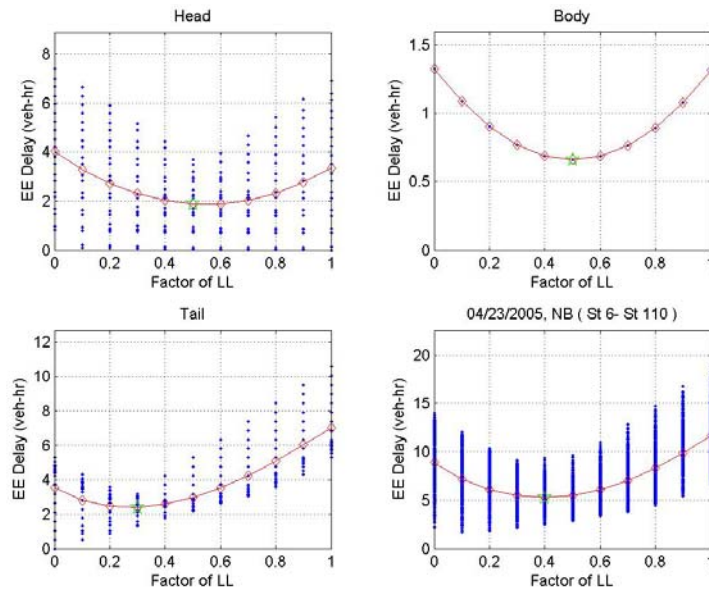 Head
EE Delay (veh-hr)
8
6
4
2
0
0 0.2 0.4 0.6 0.8 1
Factor of LL
Body
EE Delay (veh-hr)
1.5
1
0.5
0
0 0.2 0.4 0.6 0.8 1
Factor of LL
Tail
EE Delay (veh-hr)
12
10
8
6
4
2
0
0 0.2 0.4 0.6 0.8 1
Factor of LL
04/23/2005, NB ( St 6- St 110 )
EE Delay (veh-hr)
20
15
10
5
0
0 0.2 0.4 0.6 0.8 1
Factor of LL